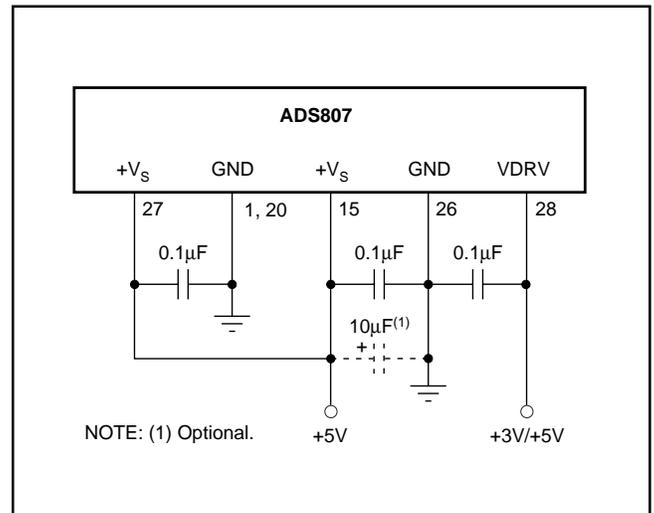 ADS807
+VS GND +VS GND VDRV
27 1, 20 15 26 28
0.1µF 0.1µF 0.1µF
10µF(1)
+
NOTE: (1) Optional. +5V +3V/+5V